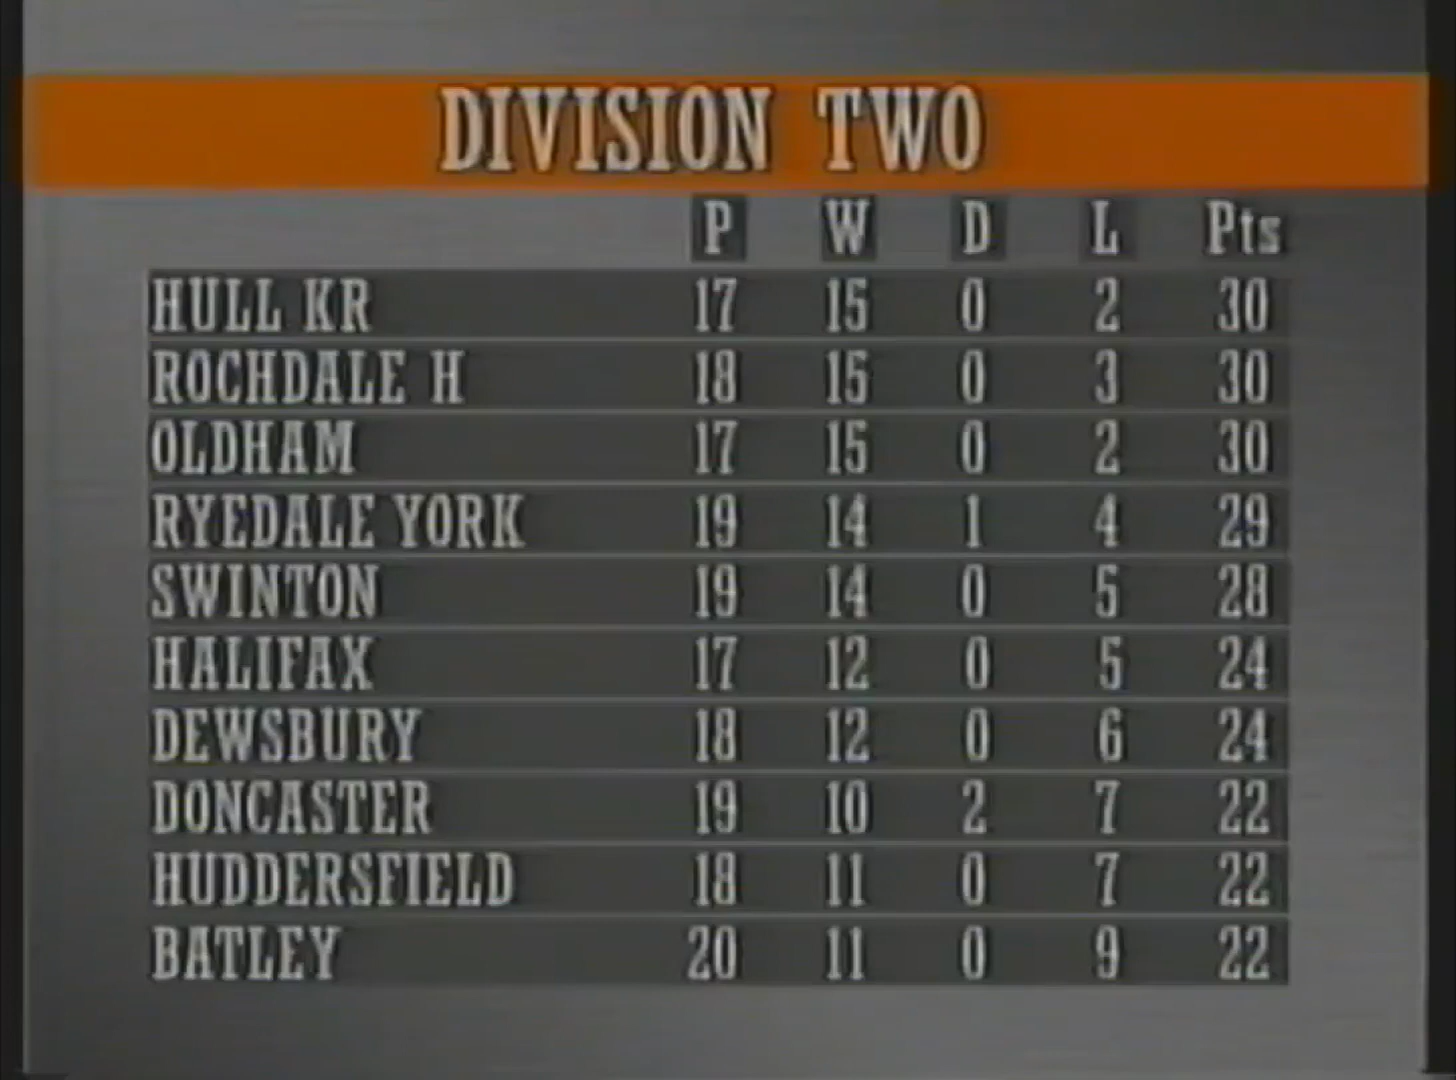 DIVISION TWO
P W D L Pts
HULL KR 17 15 0 2 30
ROCHDALE H 18 15 0 3 30
OLDHAM 17 15 0 2 30
RYEDALE YORK 19 14 1 4 29
SWINTON 19 14 0 5 28
HALIFAX 17 12 0 5 24
DEWSBURY 18 12 0 6 24
DONCASTER 19 10 2 7 22
HUDDERSFIELD 18 11 0 7 22
BATLEY 20 11 0 9 22